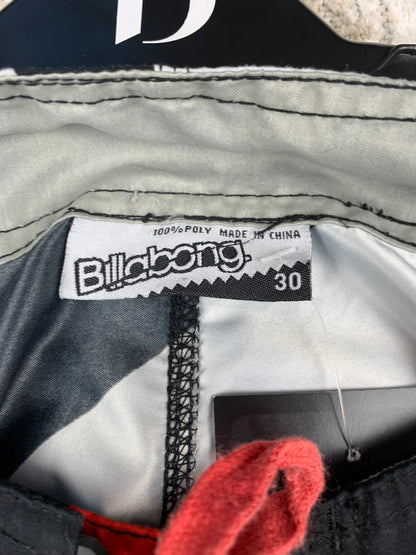 D
100% POLY MADE IN CHINA
Billabong.
30